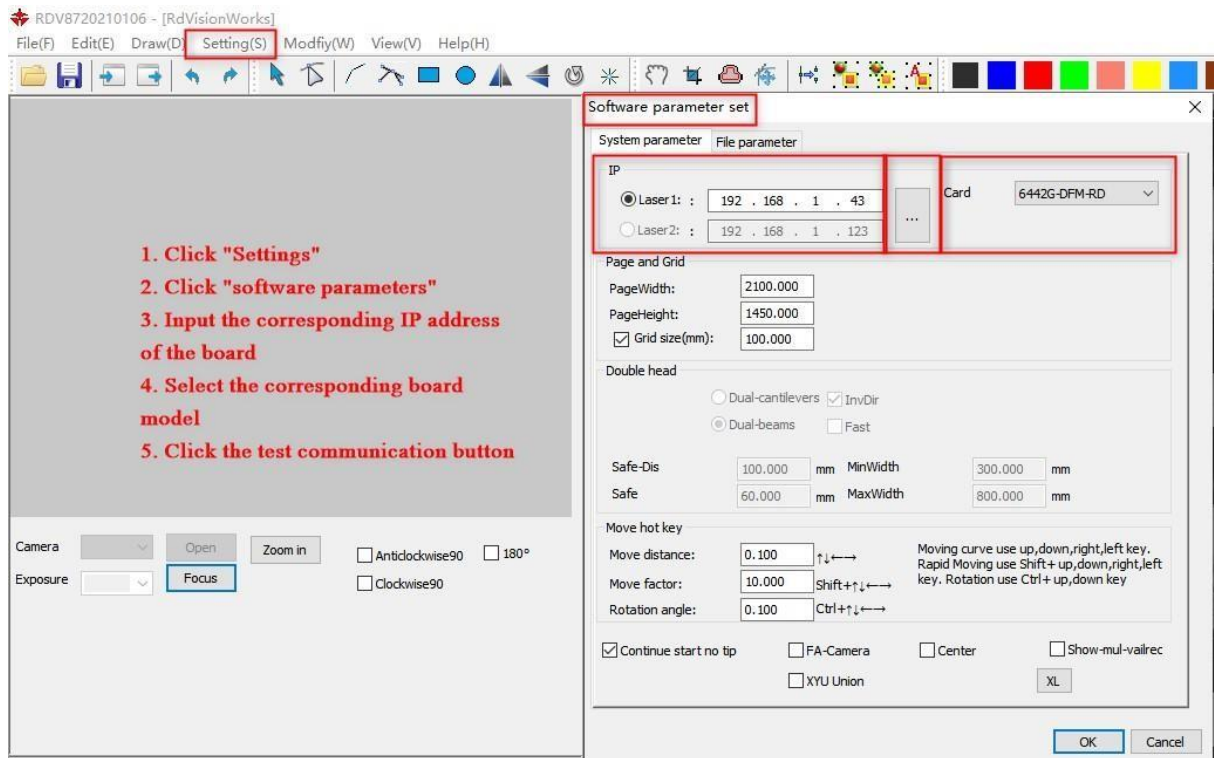 RDV8720210106 - [RdVisionWorks]
File(F) Edit(E) Draw(D) Setting(S) Modfiy(W) View(V) Help(H)
Software parameter set
System parameter File parameter
IP
Laser1: : 192 . 168 . 1 . 43
Laser2: : 192 . 168 . 1 . 123
...
Card 6442G-DFM-RD
1. Click "Settings"
2. Click "software parameters"
3. Input the corresponding IP address
of the board
4. Select the corresponding board
model
5. Click the test communication button
Page and Grid
PageWidth: 2100.000
PageHeight: 1450.000
Grid size(mm): 100.000
Double head
Dual-cantilevers InvDir
Dual-beams Fast
Safe-Dis 100.000 mm MinWidth 300.000 mm
Safe 60.000 mm MaxWidth 800.000 mm
Move hot key
Move distance: 0.100 ↑↓←→
Move factor: 10.000 Shift+↑↓←→
Rotation angle: 0.100 Ctrl+↑↓←→
Moving curve use up,down,right,left key.
Rapid Moving use Shift+ up,down,right,left
key. Rotation use Ctrl+ up,down key
Continue start no tip FA-Camera Center Show-mul-vailrec
XYU Union XL
OK Cancel
Camera Open Zoom in Anticlockwise90 180°
Exposure Focus Clockwise90